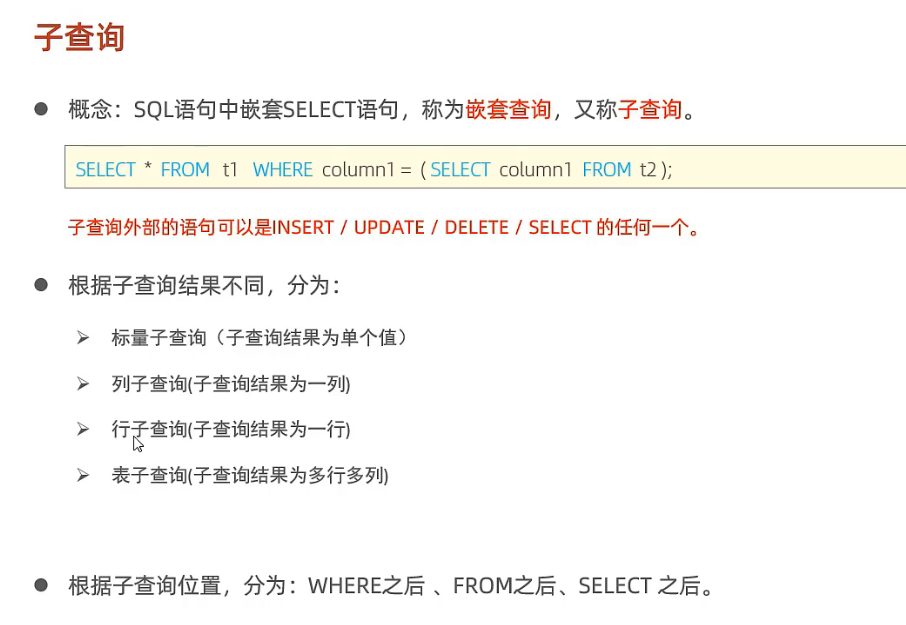 子查询
概念：SQL语句中嵌套SELECT语句，称为嵌套查询，又称子查询。
SELECT * FROM t1 WHERE column1 = ( SELECT column1 FROM t2 );
子查询外部的语句可以是INSERT / UPDATE / DELETE / SELECT 的任何一个。
根据子查询结果不同，分为：
标量子查询（子查询结果为单个值）
列子查询(子查询结果为一列)
行子查询(子查询结果为一行)
表子查询(子查询结果为多行多列)
根据子查询位置，分为：WHERE之后 、FROM之后、SELECT 之后。